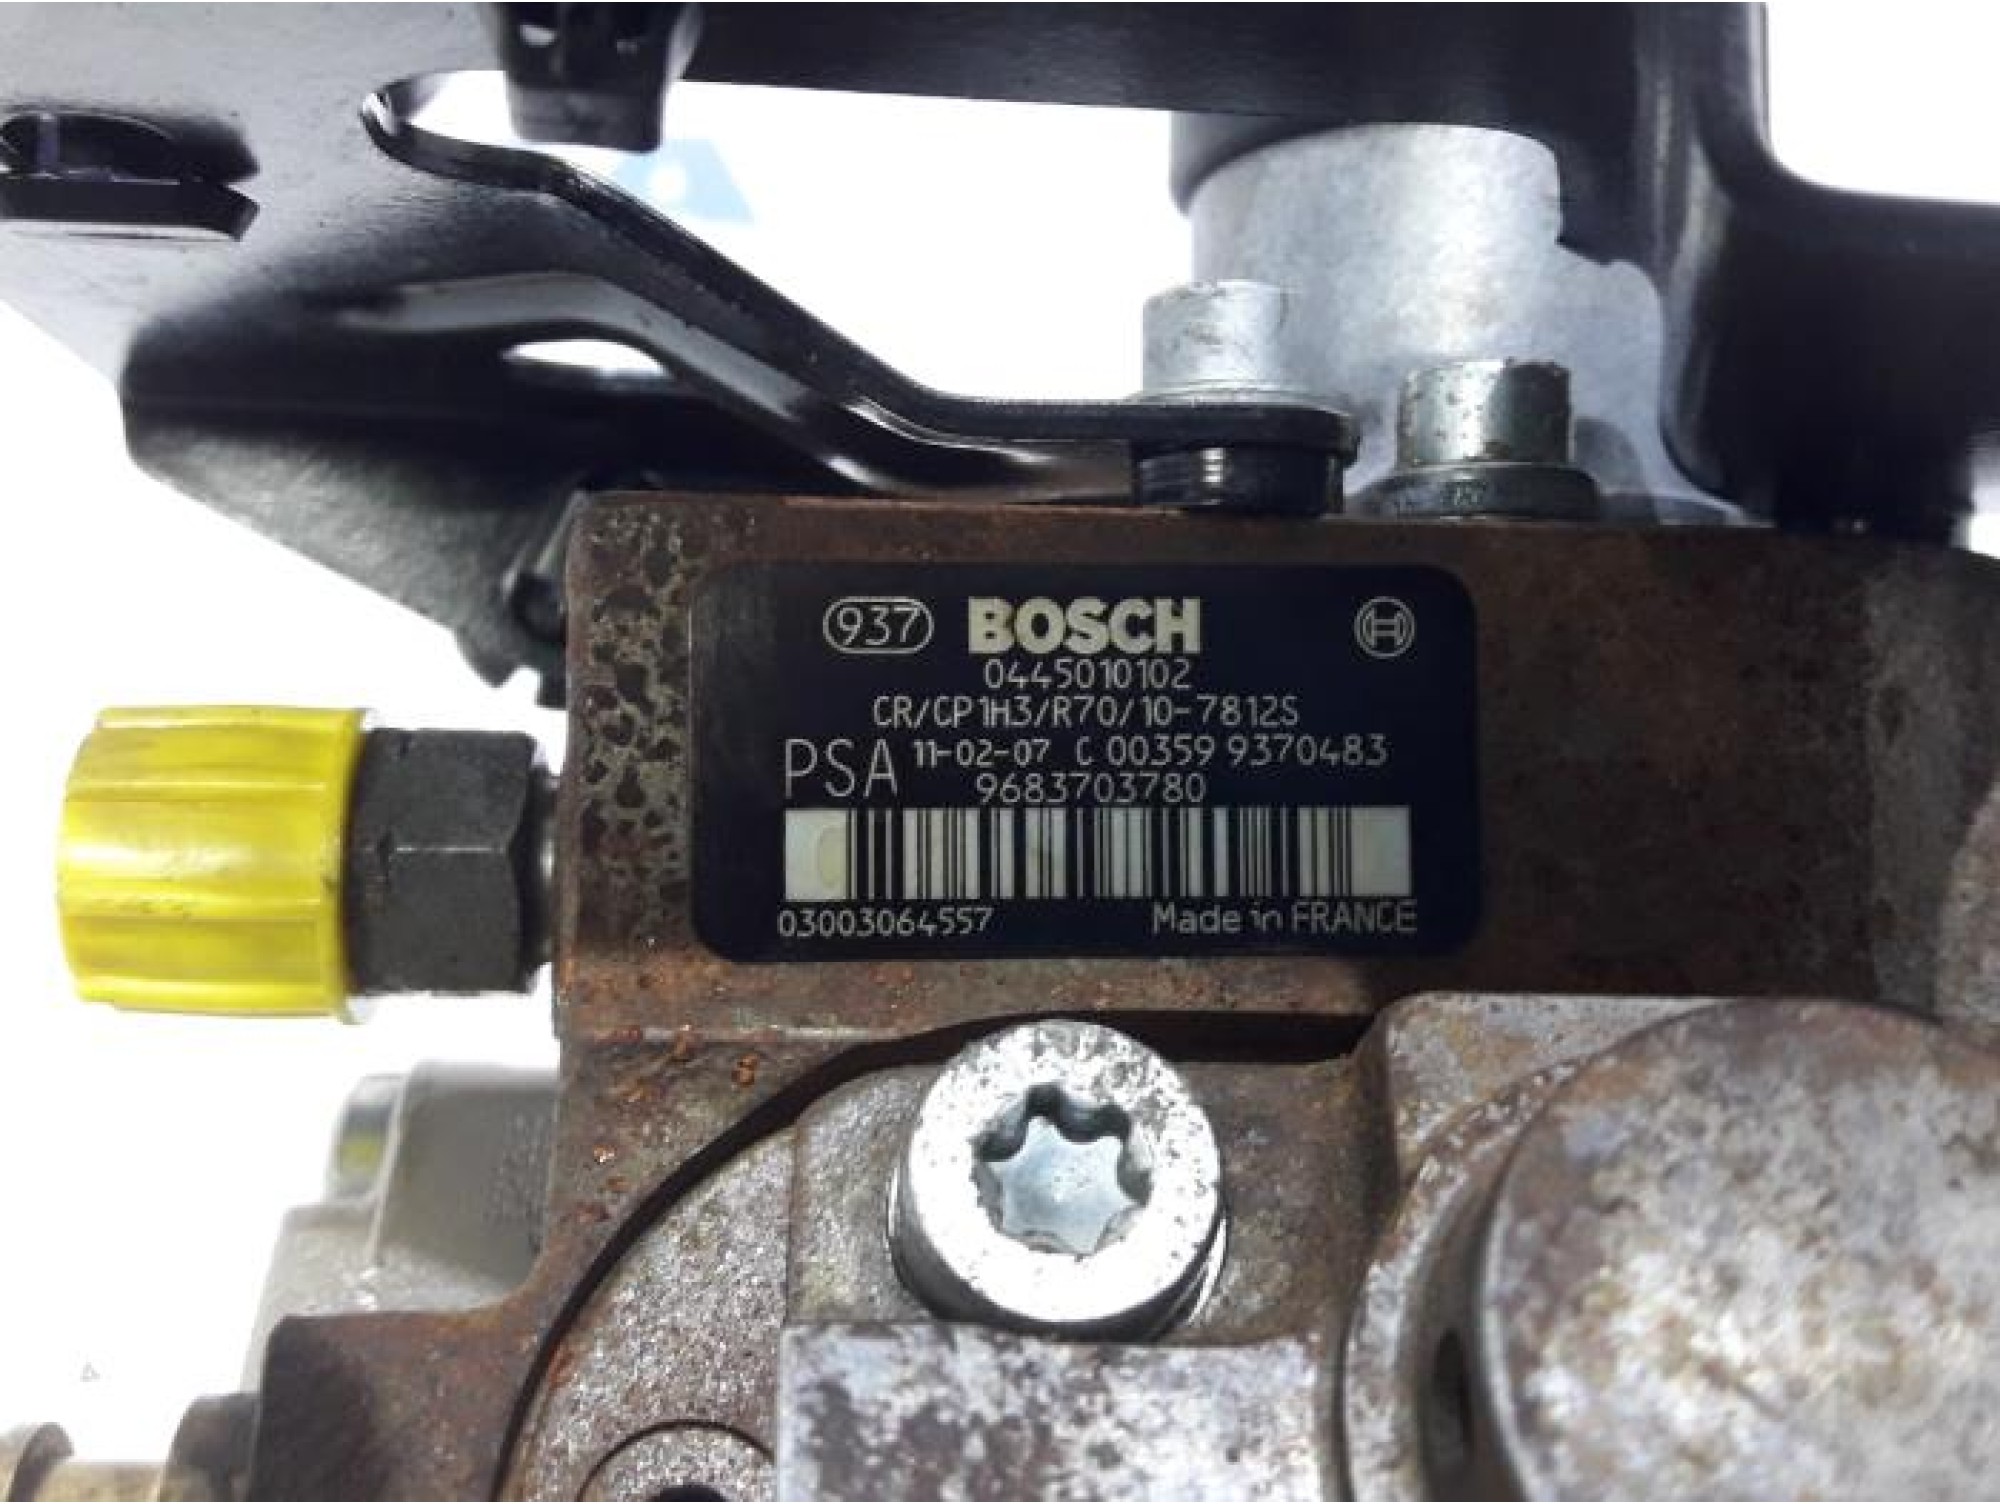 937 BOSCH
0445010102
CR/CP1H3/R70/10-7812S
PSA 11-02-07 C 00359 9370483
9683703780
03003064557 Made in FRANCE